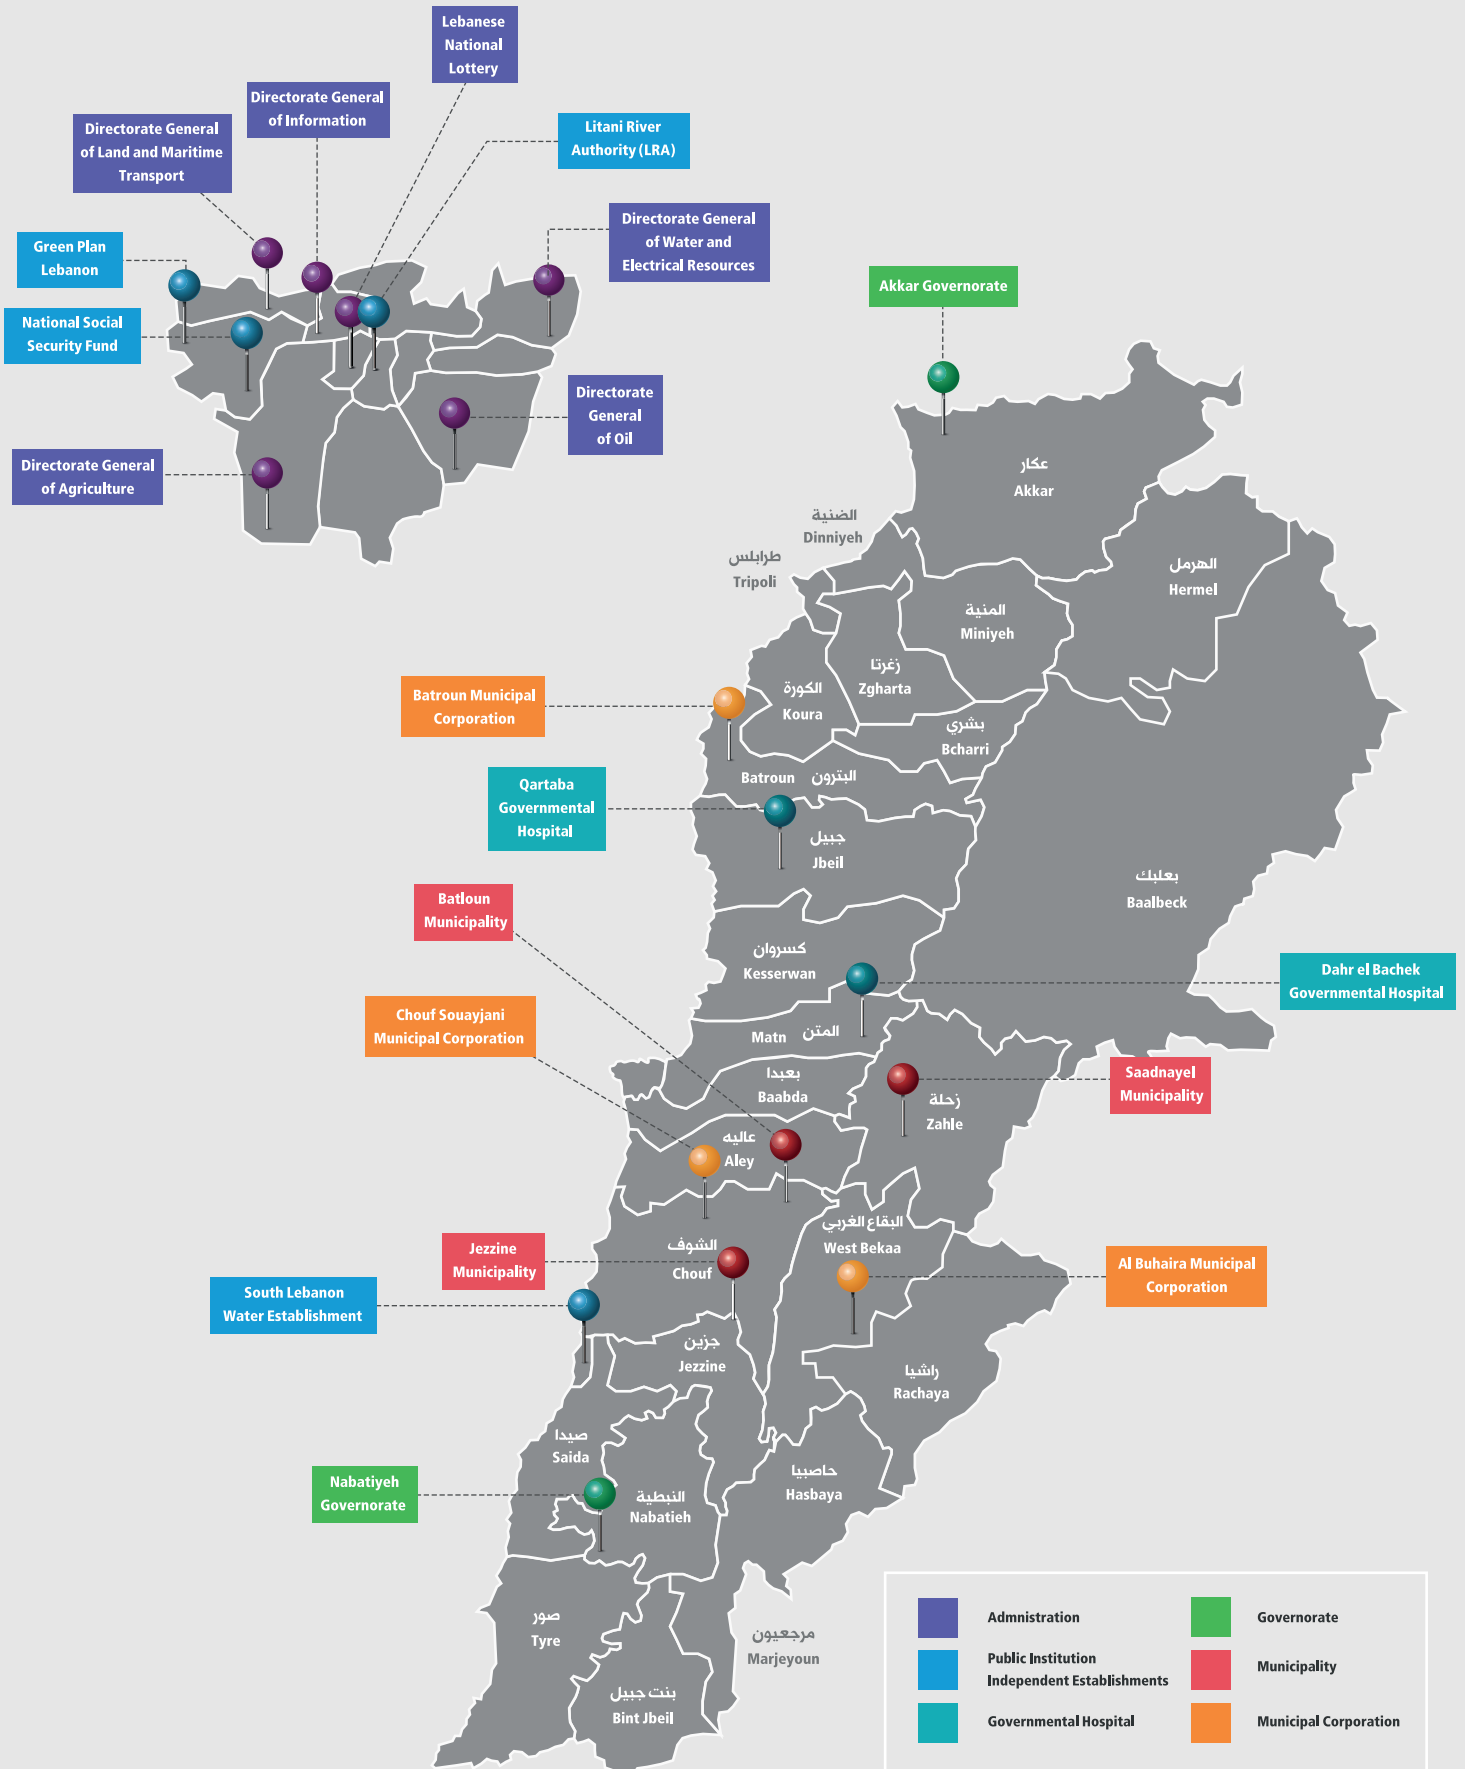 Lebanese
National
Lottery
Directorate General
of Information
Directorate General
of Land and Maritime
Transport
Litani River
Authority (LRA)
Green Plan
Lebanon
Directorate General
of Water and
Electrical Resources
National Social
Security Fund
Akkar Governorate
Directorate
General
of Oil
Directorate General
of Agriculture
عكار
Akkar
الضنية
Dinniyeh
طرابلس
Tripoli
الهرمل
Hermel
المنية
Miniyeh
زغرتا
Zgharta
الكورة
Koura
Batroun Municipal
Corporation
بشري
Bcharri
Batroun البترون
Qartaba
Governmental
Hospital
جبيل
Jbeil
بعلبك
Baalbeck
Batloun
Municipality
كسروان
Kesserwan
Dahr el Bachek
Governmental Hospital
Chouf Souayjani
Municipal Corporation
Matn المتن
بعبدا
Baabda
Saadnayel
Municipality
زحلة
Zahle
عاليه
Aley
البقاع الغربي
West Bekaa
الشوف
Chouf
Jezzine
Municipality
Al Buhaira Municipal
Corporation
South Lebanon
Water Establishment
جزين
Jezzine
راشيا
Rachaya
صيدا
Saida
حاصبيا
Hasbaya
Nabatiyeh
Governorate
النبطية
Nabatieh
صور
Tyre
مرجعيون
Marjeyoun
بنت جبيل
Bint Jbeil
Admnistration
Public Institution
Independent Establishments
Governmental Hospital
Governorate
Municipality
Municipal Corporation